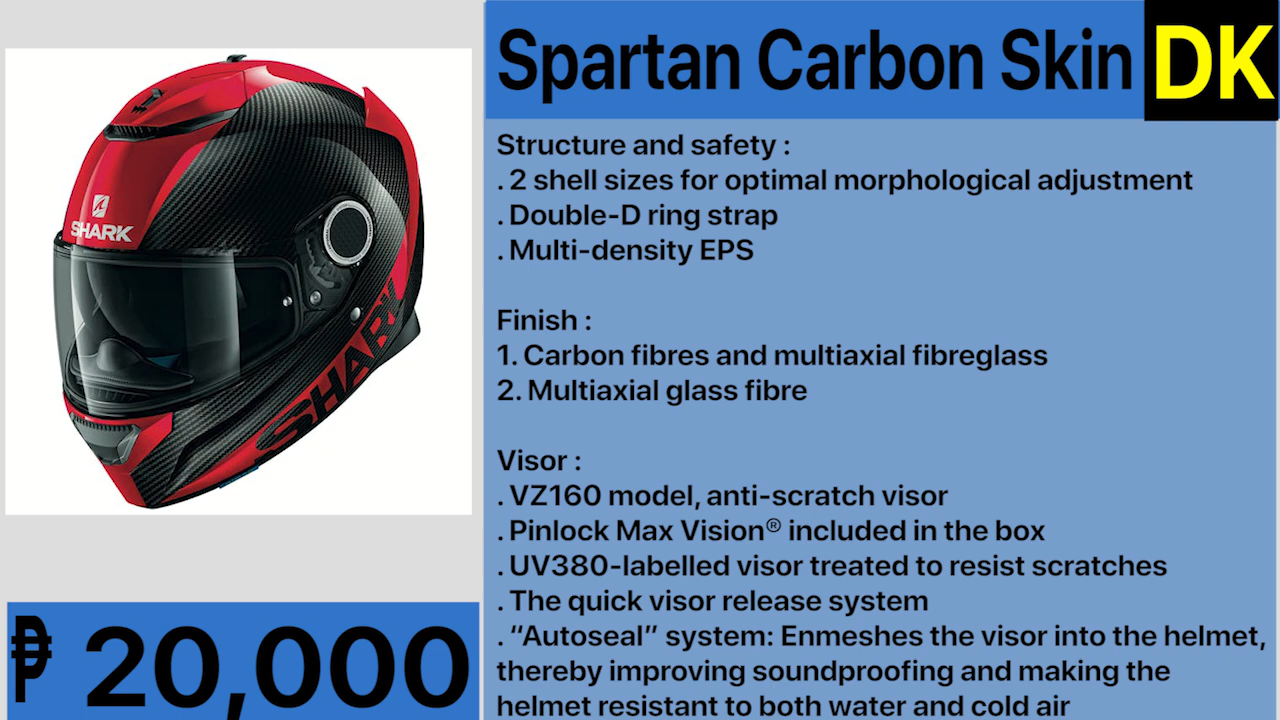 Spartan Carbon Skin DK
SHARK
SHARK
₱ 20,000
Structure and safety :
. 2 shell sizes for optimal morphological adjustment
. Double-D ring strap
. Multi-density EPS
Finish :
1. Carbon fibres and multiaxial fibreglass
2. Multiaxial glass fibre
Visor :
. VZ160 model, anti-scratch visor
. Pinlock Max Vision® included in the box
. UV380-labelled visor treated to resist scratches
. The quick visor release system
. “Autoseal” system: Enmeshes the visor into the helmet,
thereby improving soundproofing and making the
helmet resistant to both water and cold air